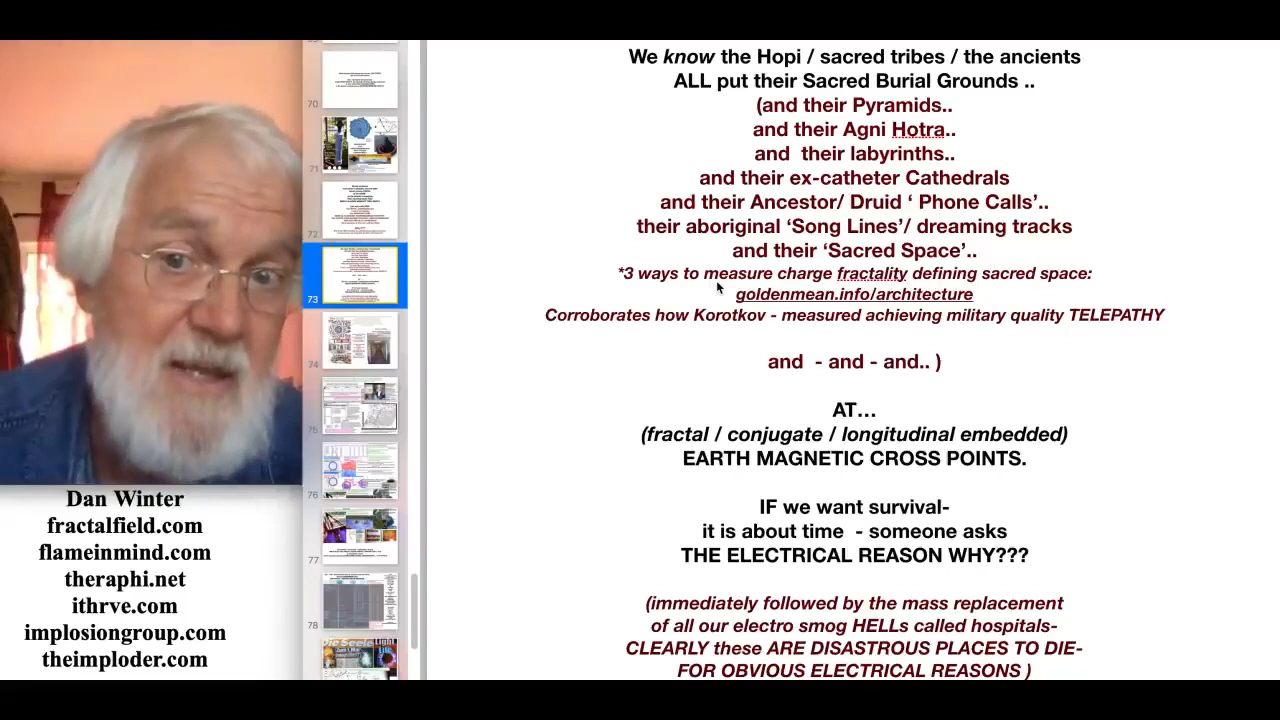 We know the Hopi / sacred tribes / the ancients
ALL put their Sacred Burial Grounds ..
(and their Pyramids..
and their Agni Hotra..
and their labyrinths..
and their ex-catheter Cathedrals
and their Ancestor/ Druid ‘ Phone Calls’..
their aboriginal ‘Song Lines’/ dreaming tracks
and their ‘Sacred Space’..
*3 ways to measure charge fractality defining sacred space:
goldenmean.info/architecture
Corroborates how Korotkov - measured achieving military quality TELEPATHY
and - and - and.. )
AT…
(fractal / conjugate / longitudinal embedded)
EARTH MAGNETIC CROSS POINTS.
IF we want survival-
it is about time - someone asks
THE ELECTRICAL REASON WHY???
(immediately followed by the mass replacement
of all our electro smog HELLs called hospitals-
CLEARLY these ARE DISASTROUS PLACES TO DIE-
FOR OBVIOUS ELECTRICAL REASONS )
70
71
72
73
74
75
76
77
78
Dan Winter
fractalfield.com
flameinmind.com
theraphi.net
ithrve.com
implosiongroup.com
theimploder.com